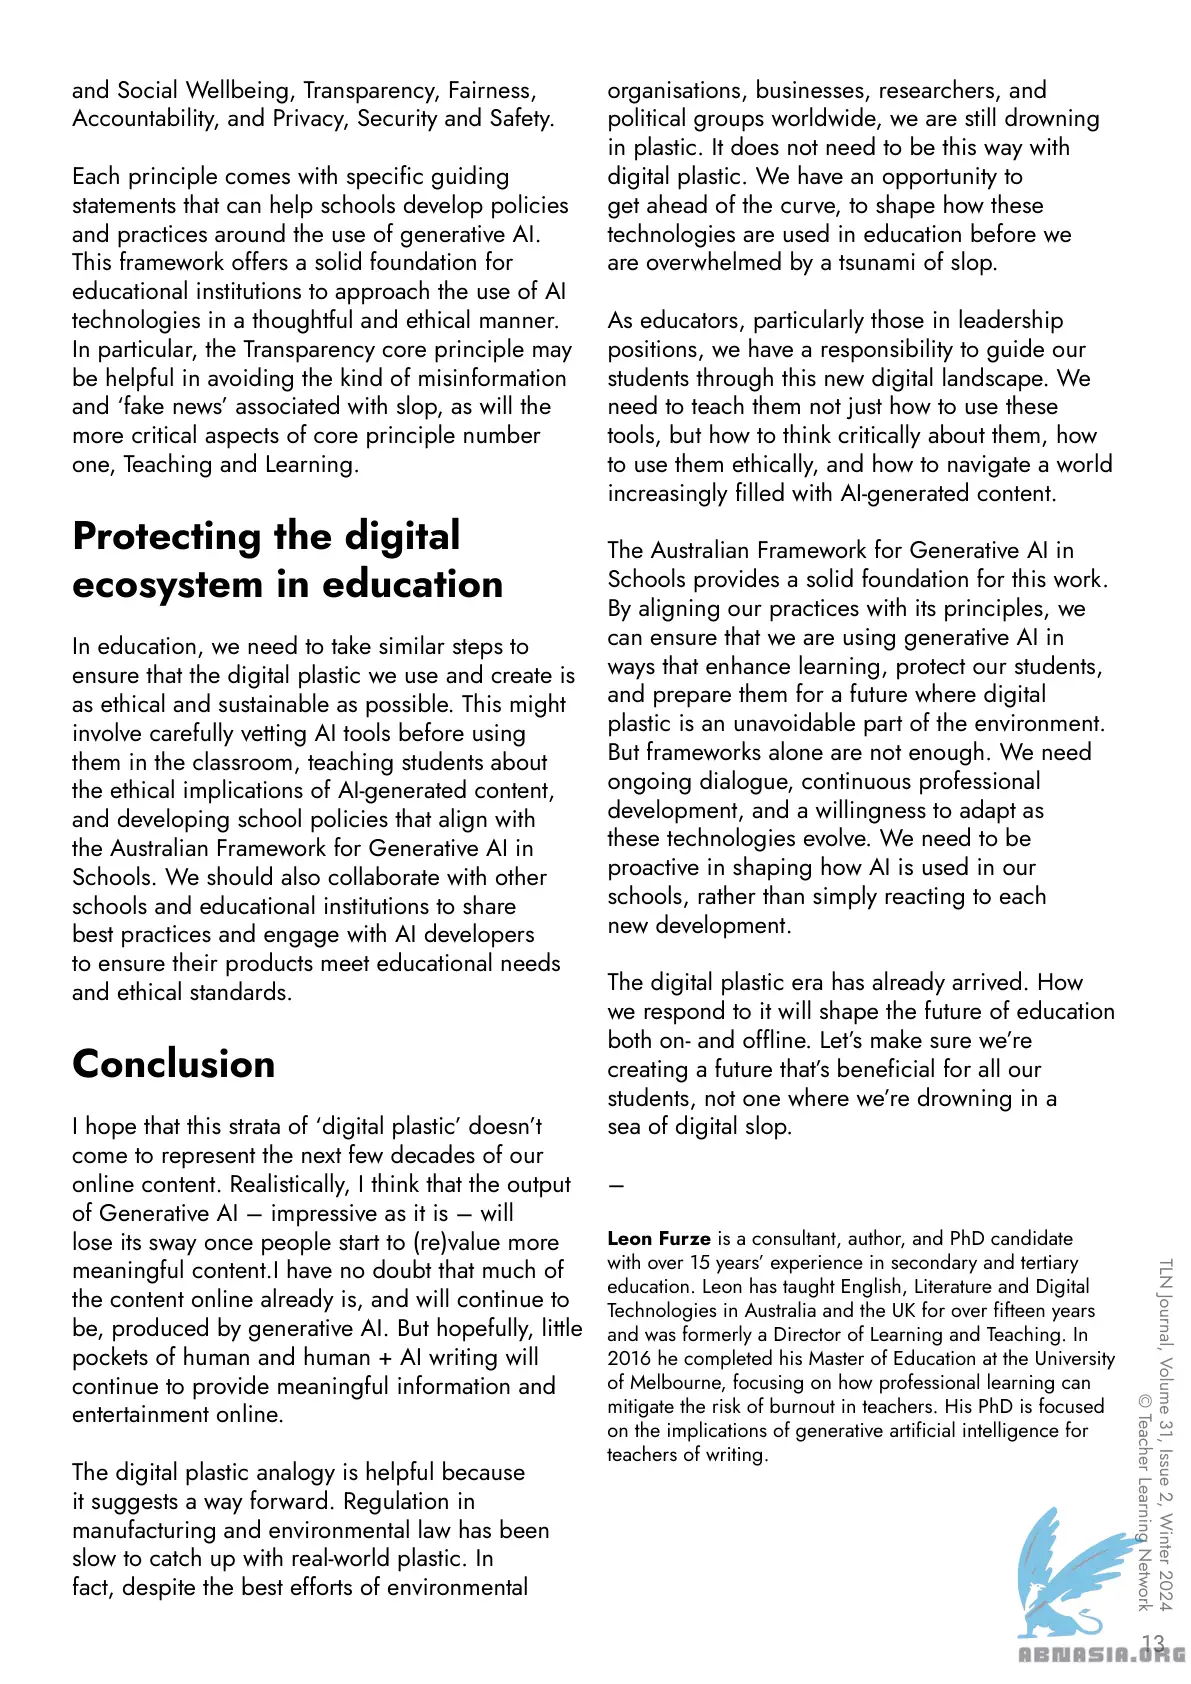 and Social Wellbeing, Transparency, Fairness,
Accountability, and Privacy, Security and Safety.
Each principle comes with specific guiding
statements that can help schools develop policies
and practices around the use of generative AI.
This framework offers a solid foundation for
educational institutions to approach the use of AI
technologies in a thoughtful and ethical manner.
In particular, the Transparency core principle may
be helpful in avoiding the kind of misinformation
and ‘fake news’ associated with slop, as will the
more critical aspects of core principle number
one, Teaching and Learning.
Protecting the digital
ecosystem in education
In education, we need to take similar steps to
ensure that the digital plastic we use and create is
as ethical and sustainable as possible. This might
involve carefully vetting AI tools before using
them in the classroom, teaching students about
the ethical implications of AI-generated content,
and developing school policies that align with
the Australian Framework for Generative AI in
Schools. We should also collaborate with other
schools and educational institutions to share
best practices and engage with AI developers
to ensure their products meet educational needs
and ethical standards.
Conclusion
I hope that this strata of ‘digital plastic’ doesn’t
come to represent the next few decades of our
online content. Realistically, I think that the output
of Generative AI – impressive as it is – will
lose its sway once people start to (re)value more
meaningful content.I have no doubt that much of
the content online already is, and will continue to
be, produced by generative AI. But hopefully, little
pockets of human and human + AI writing will
continue to provide meaningful information and
entertainment online.
The digital plastic analogy is helpful because
it suggests a way forward. Regulation in
manufacturing and environmental law has been
slow to catch up with real-world plastic. In
fact, despite the best efforts of environmental
organisations, businesses, researchers, and
political groups worldwide, we are still drowning
in plastic. It does not need to be this way with
digital plastic. We have an opportunity to
get ahead of the curve, to shape how these
technologies are used in education before we
are overwhelmed by a tsunami of slop.
As educators, particularly those in leadership
positions, we have a responsibility to guide our
students through this new digital landscape. We
need to teach them not just how to use these
tools, but how to think critically about them, how
to use them ethically, and how to navigate a world
increasingly filled with AI-generated content.
The Australian Framework for Generative AI in
Schools provides a solid foundation for this work.
By aligning our practices with its principles, we
can ensure that we are using generative AI in
ways that enhance learning, protect our students,
and prepare them for a future where digital
plastic is an unavoidable part of the environment.
But frameworks alone are not enough. We need
ongoing dialogue, continuous professional
development, and a willingness to adapt as
these technologies evolve. We need to be
proactive in shaping how AI is used in our
schools, rather than simply reacting to each
new development.
The digital plastic era has already arrived. How
we respond to it will shape the future of education
both on- and offline. Let’s make sure we’re
creating a future that’s beneficial for all our
students, not one where we’re drowning in a
sea of digital slop.
–
Leon Furze is a consultant, author, and PhD candidate
with over 15 years’ experience in secondary and tertiary
education. Leon has taught English, Literature and Digital
Technologies in Australia and the UK for over fifteen years
and was formerly a Director of Learning and Teaching. In
2016 he completed his Master of Education at the University
of Melbourne, focusing on how professional learning can
mitigate the risk of burnout in teachers. His PhD is focused
on the implications of generative artificial intelligence for
teachers of writing.
TLN Journal, Volume 31, Issue 2, Winter 2024
© Teacher Learning Network
13
ABNASIA.ORG